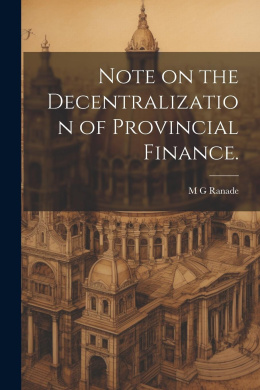 Note on the
Decentralizatio
n of Provincial
Finance.
M G Ranade